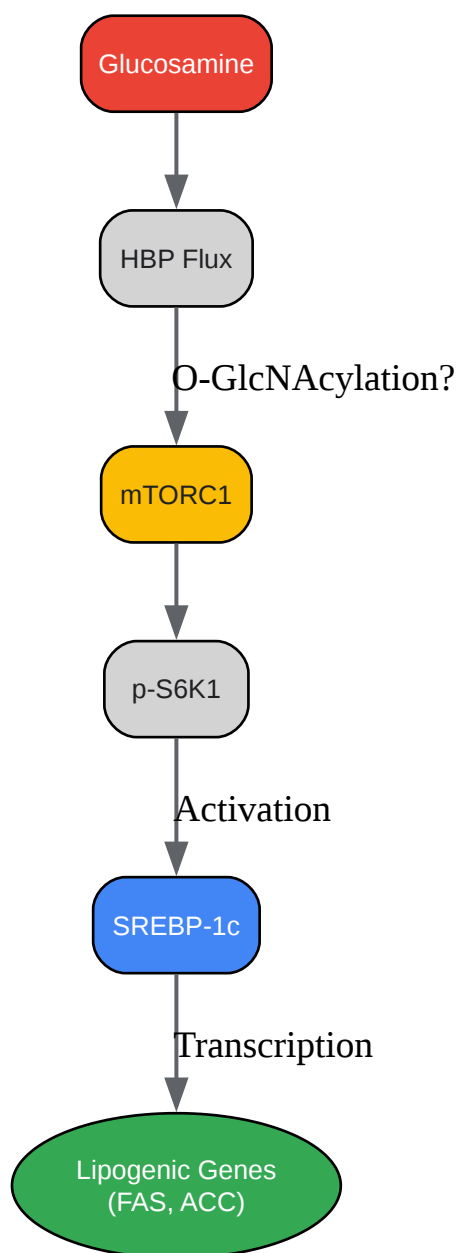 Glucosamine
HBP Flux
O-GlcNAcylation?
mTORC1
p-S6K1
Activation
SREBP-1c
Transcription
Lipogenic Genes
(FAS, ACC)